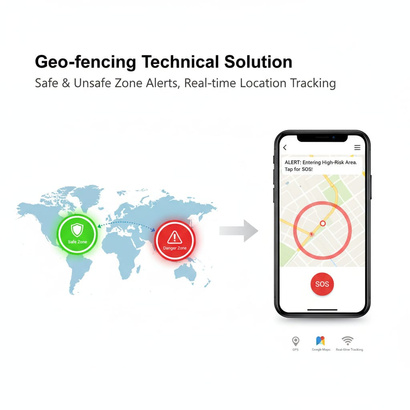 Geo-fencing Technical Solution
Safe & Unsafe Zone Alerts, Real-time Location Tracking
ALERT: Entering High-Risk Area.
Tap for SOS!
Safe Zone
Danger Zone
SOS
GPS
Google Maps
Real-time Tracking